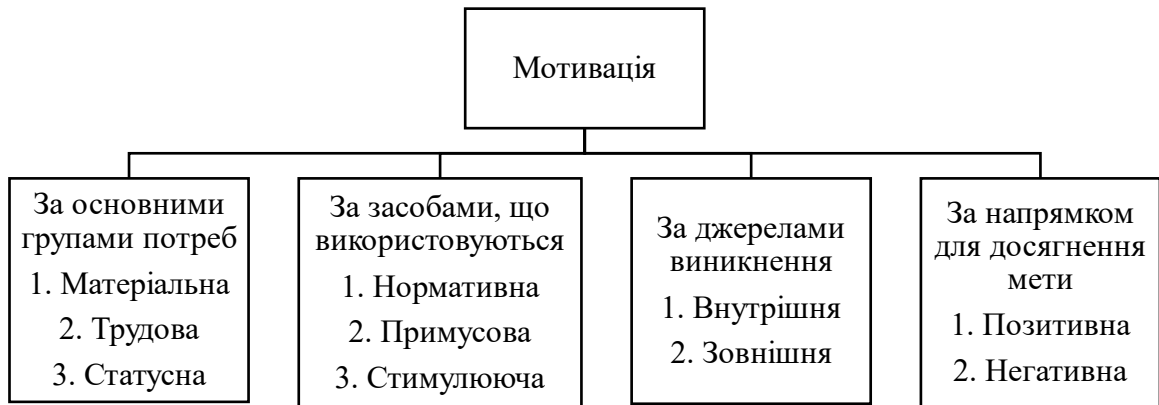 Мотивація
За основними
групами потреб
1. Матеріальна
2. Трудова
3. Статусна
За засобами, що
використовуються
1. Нормативна
2. Примусова
3. Стимулююча
За джерелами
виникнення
1. Внутрішня
2. Зовнішня
За напрямком
для досягнення
мети
1. Позитивна
2. Негативна